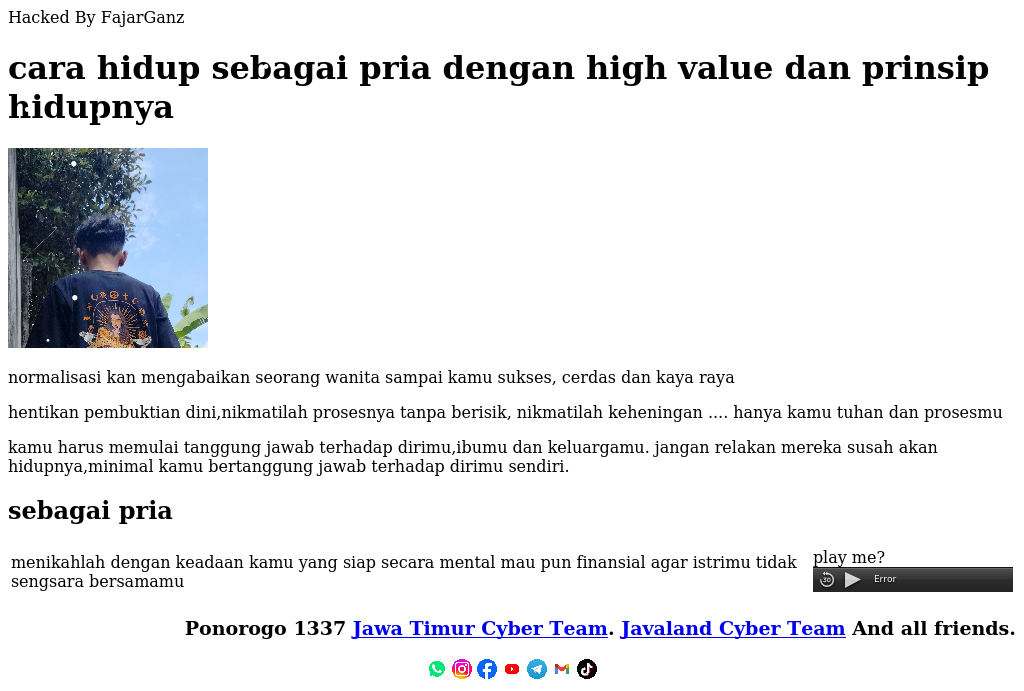 Hacked By FajarGanz
cara hidup sebagai pria dengan high value dan prinsip
hidupnya
normalisasi kan mengabaikan seorang wanita sampai kamu sukses, cerdas dan kaya raya
hentikan pembuktian dini,nikmatilah prosesnya tanpa berisik, nikmatilah keheningan .... hanya kamu tuhan dan prosesmu
kamu harus memulai tanggung jawab terhadap dirimu,ibumu dan keluargamu. jangan relakan mereka susah akan
hidupnya,minimal kamu bertanggung jawab terhadap dirimu sendiri.
sebagai pria
menikahlah dengan keadaan kamu yang siap secara mental mau pun finansial agar istrimu tidak
sengsara bersamamu
play me?
30
Error
Ponorogo 1337 Jawa Timur Cyber Team. Javaland Cyber Team And all friends.